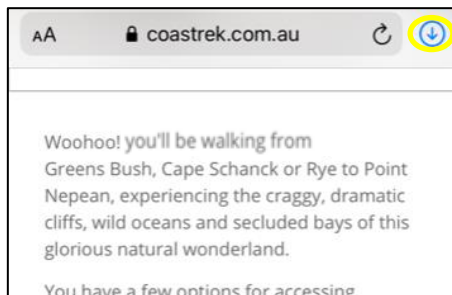 AA coastrek.com.au
Woohoo! you'll be walking from
Greens Bush, Cape Schanck or Rye to Point
Nepean, experiencing the craggy, dramatic
cliffs, wild oceans and secluded bays of this
glorious natural wonderland.
You have a few options for accessing